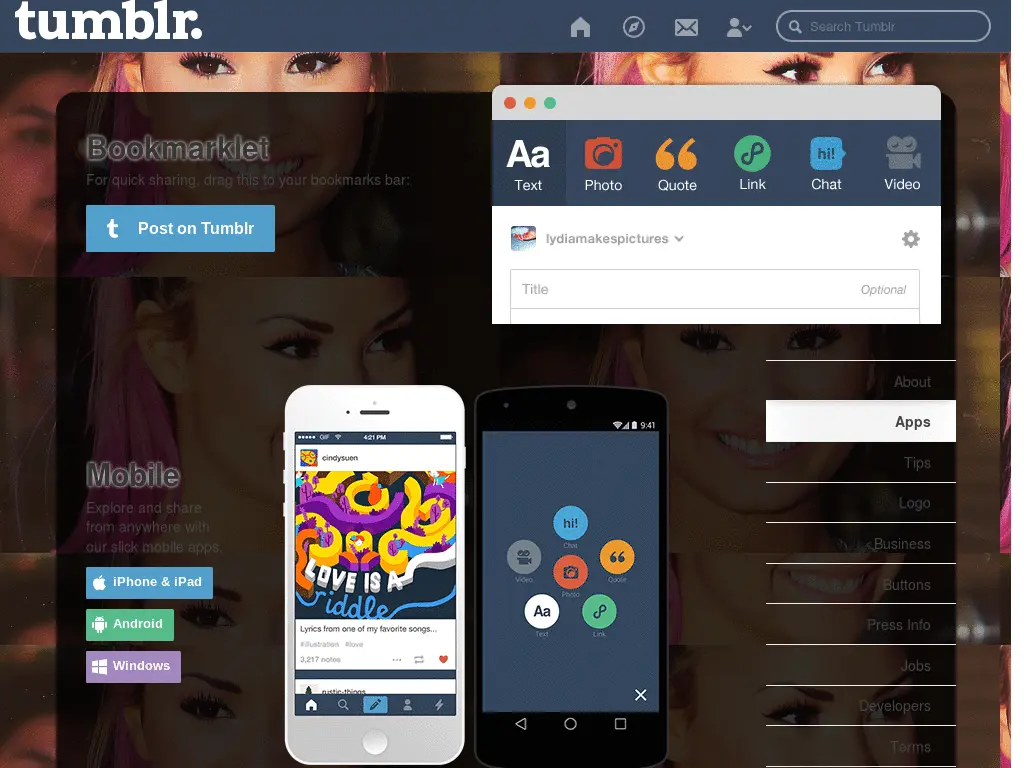 tumblr.
Search Tumblr
Bookmarklet
For quick sharing, drag this to your bookmarks bar:
t Post on Tumblr
Aa
Text
Photo
Quote
Link
hi!
Chat
Video
lydiamakespictures
Title
Optional
About
Apps
Tips
Logo
Business
Buttons
Press Info
Jobs
Developers
Terms
Mobile
Explore and share
from anywhere with
our slick mobile apps.
iPhone & iPad
Android
Windows
GIF 4:21 PM
cindysuen
LOVE IS A
riddle
Lyrics from one of my favorite songs...
#illustration #love
3,217 notes
rustic-things
9:41
hi!
Chat
Video
Quote
Photo
Aa
Text
Link